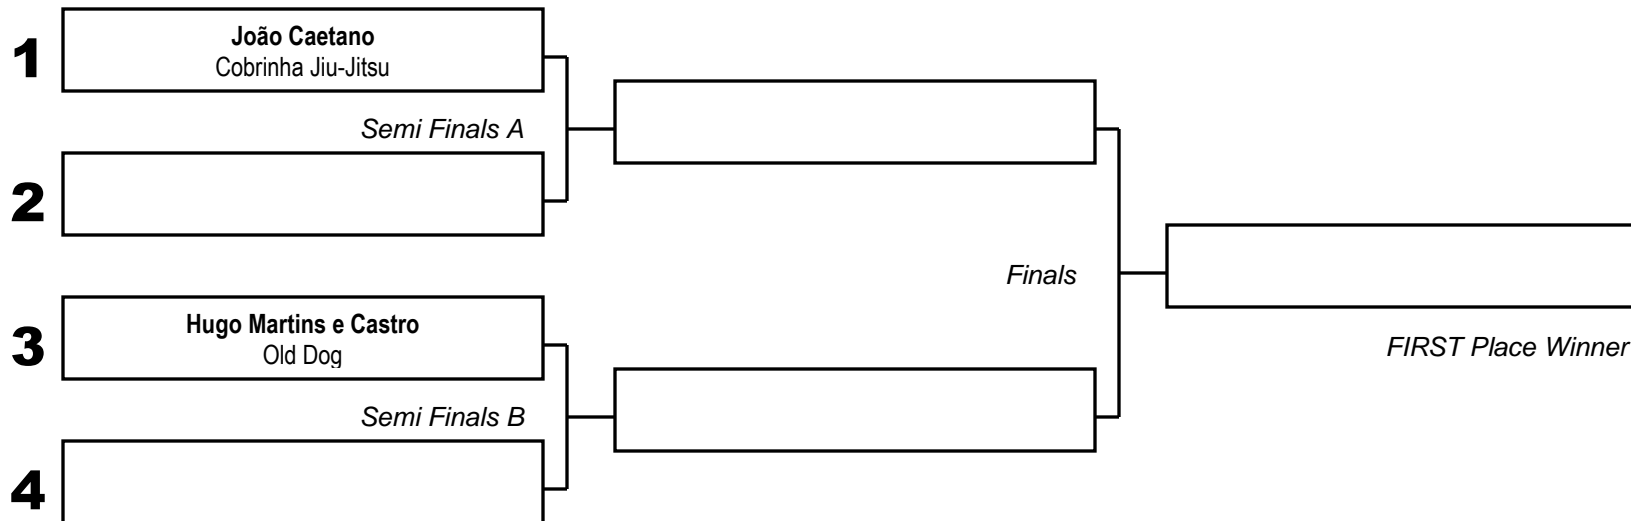 1
João Caetano
Cobrinha Jiu-Jitsu
Semi Finals A
2
Finals
3
Hugo Martins e Castro
Old Dog
FIRST Place Winner
Semi Finals B
4